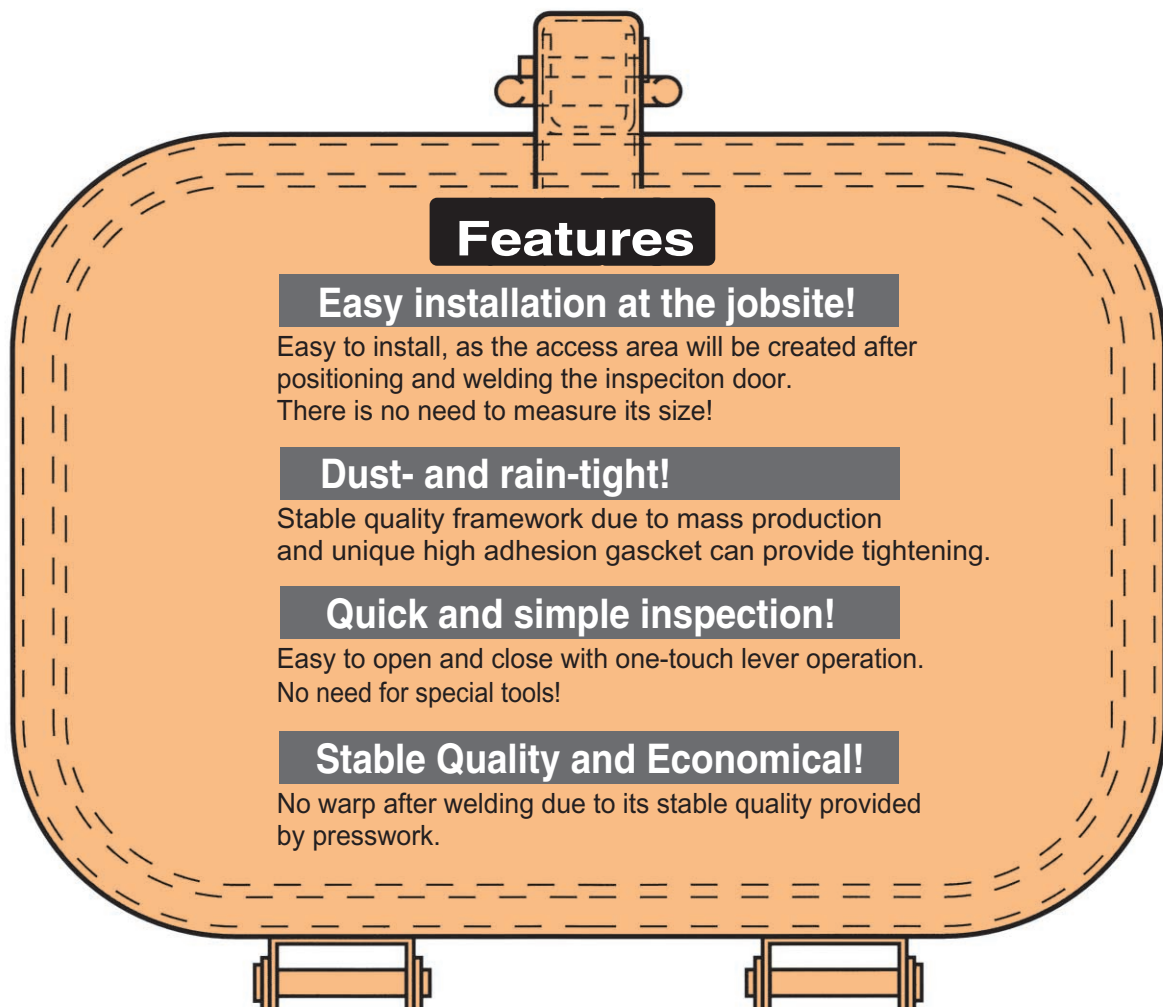 Features
Easy installation at the jobsite!
Easy to install, as the access area will be created after
positioning and welding the inspeciton door.
There is no need to measure its size!
Dust- and rain-tight!
Stable quality framework due to mass production
and unique high adhesion gascket can provide tightening.
Quick and simple inspection!
Easy to open and close with one-touch lever operation.
No need for special tools!
Stable Quality and Economical!
No warp after welding due to its stable quality provided
by presswork.